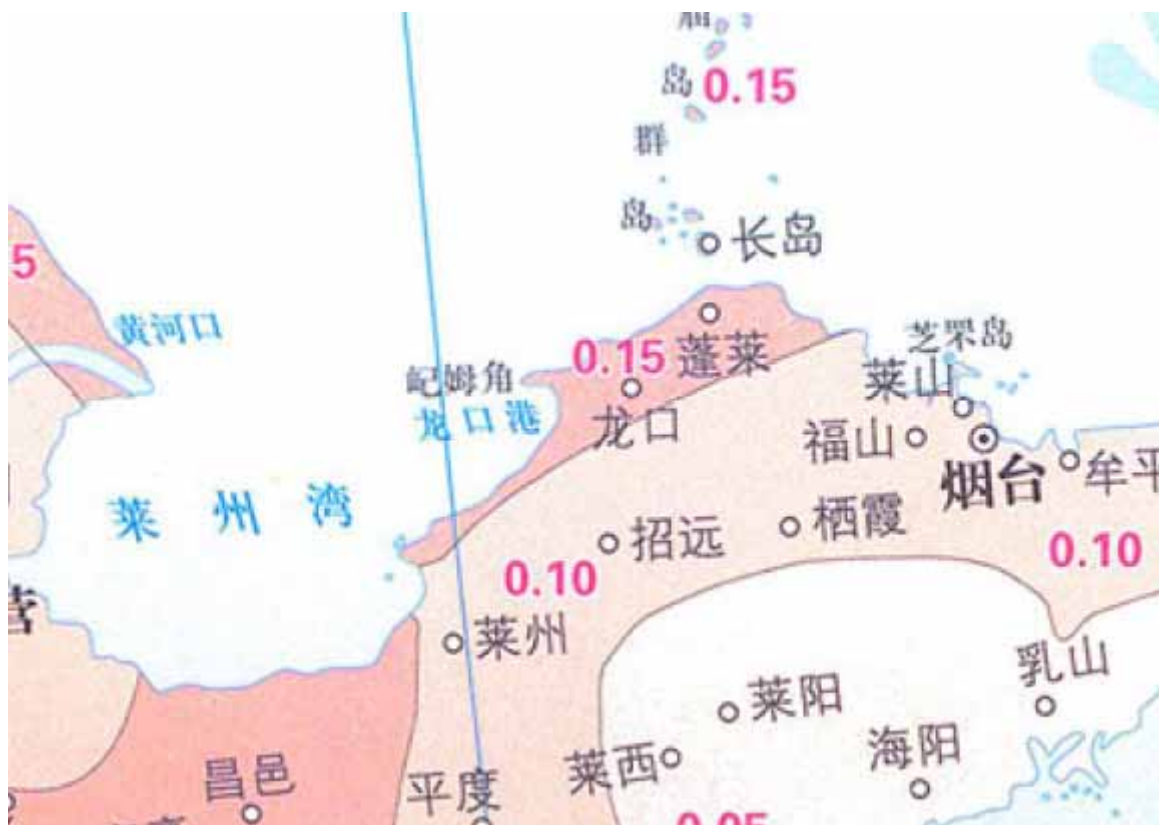 岛
0.15
群
岛
长岛
5
黄河口
芝罘岛
0.15
蓬莱
屺姆角
莱山
龙口港
龙口
福山
烟台
牟平
莱州湾
招远
栖霞
0.10
0.10
莱州
乳山
莱阳
海阳
莱西
昌邑
平度
0.05